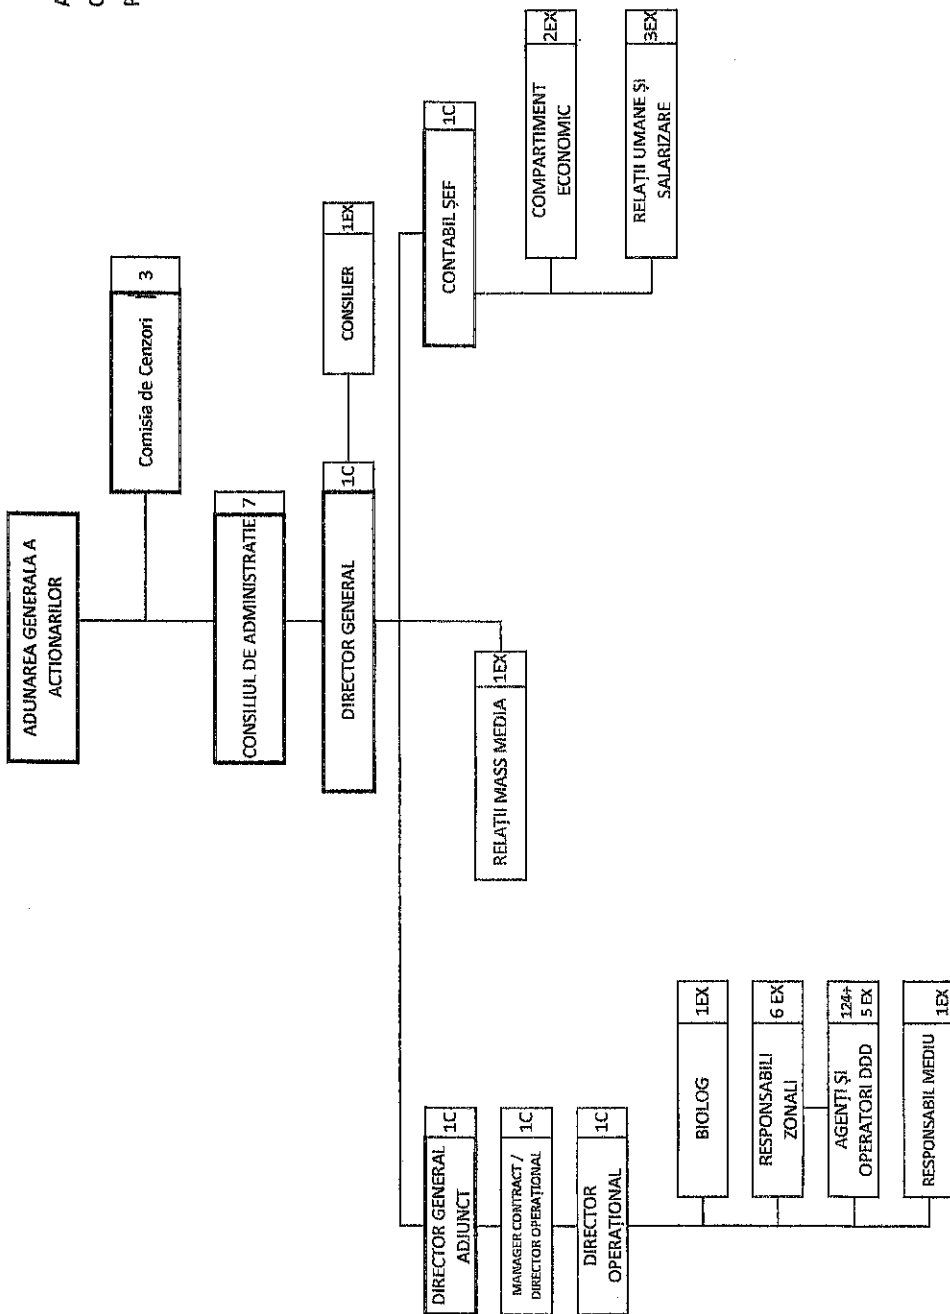 ADUNAREA GENERALA A
ACTIONARILOR
Comisia de Cenzori
3
CONSILIUL DE ADMINISTRATIE
7
DIRECTOR GENERAL
1C
CONSILIER
1EX
DIRECTOR GENERAL
ADJUNCT
1C
CONTABIL ȘEF
1C
RELAȚII MASS MEDIA
1EX
MANAGER CONTRACT /
DIRECTOR OPERAȚIONAL
1C
COMPARTIMENT
ECONOMIC
2EX
DIRECTOR
OPERAȚIONAL
1C
RELAȚII UMANE ȘI
SALARIZARE
3EX
BIOLOG
1EX
RESPONSABILI
ZONALI
6 EX
AGENȚI ȘI
OPERATORI DDD
124+
5 EX
RESPONSABIL MEDIU
1EX